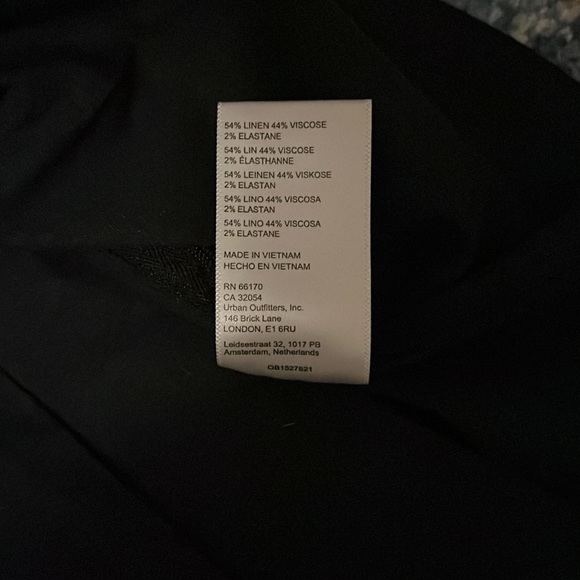 54% LINEN 44% VISCOSE
2% ELASTANE
54% LIN 44% VISCOSE
2% ÉLASTHANNE
54% LEINEN 44% VISKOSE
2% ELASTAN
54% LINO 44% VISCOSA
2% ELASTAN
54% LINO 44% VISCOSA
2% ELASTANE
MADE IN VIETNAM
HECHO EN VIETNAM
RN 66170
CA 32054
Urban Outfitters, Inc.
146 Brick Lane
LONDON, E1 6RU
Leidsestraat 32, 1017 PB
Amsterdam, Netherlands
OB1527821